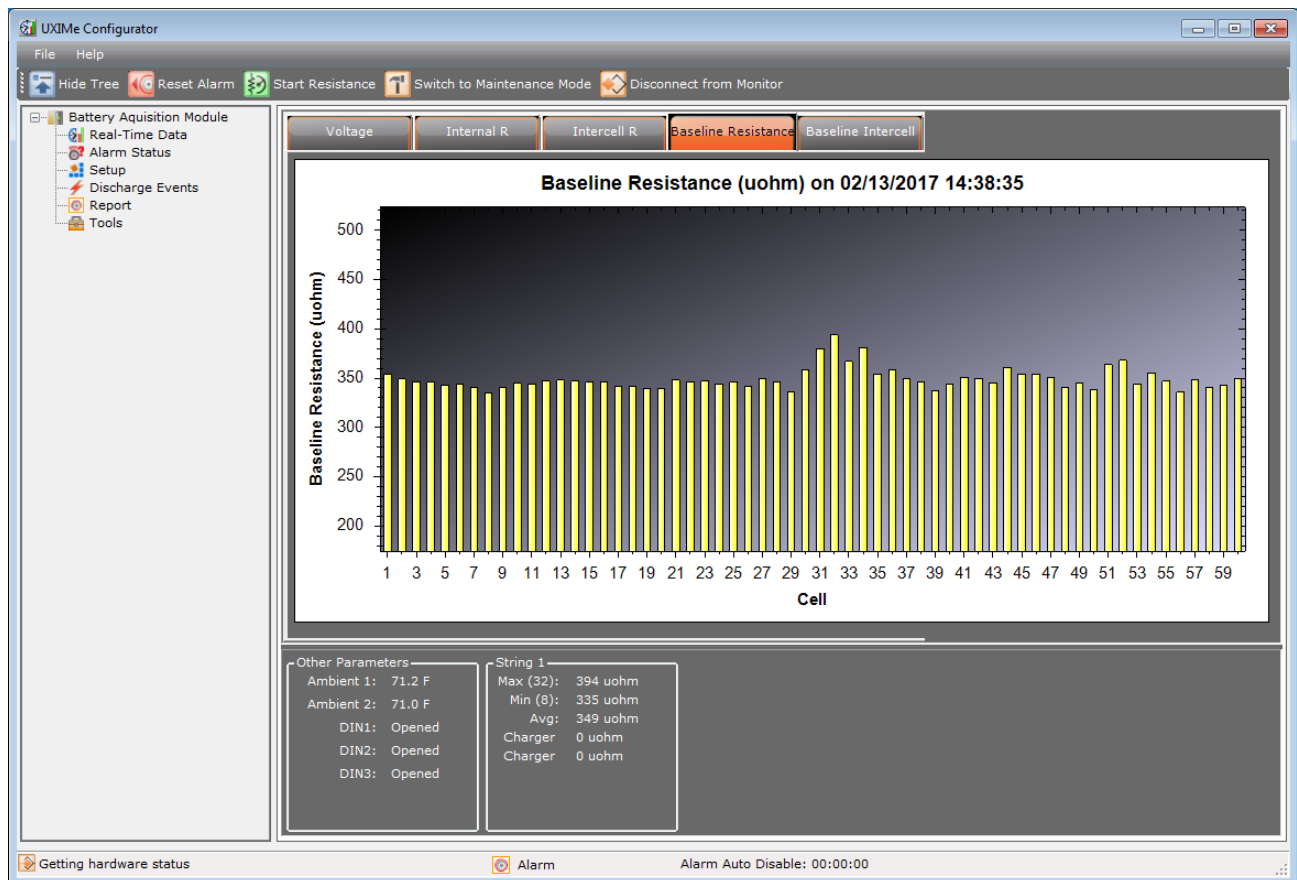 UXIMe Configurator
File Help
Hide Tree Reset Alarm Start Resistance Switch to Maintenance Mode Disconnect from Monitor
Battery Aquisition Module
Real-Time Data
Alarm Status
Setup
Discharge Events
Report
Tools
Voltage Internal R Intercell R Baseline Resistance Baseline Intercell
Baseline Resistance (uohm) on 02/13/2017 14:38:35
Baseline Resistance (uohm)
500
450
400
350
300
250
200
1 3 5 7 9 11 13 15 17 19 21 23 25 27 29 31 33 35 37 39 41 43 45 47 49 51 53 55 57 59
Cell
Other Parameters
Ambient 1: 71.2 F
Ambient 2: 71.0 F
DIN1: Opened
DIN2: Opened
DIN3: Opened
String 1
Max (32): 394 uohm
Min (8): 335 uohm
Avg: 349 uohm
Charger 0 uohm
Charger 0 uohm
Getting hardware status Alarm Alarm Auto Disable: 00:00:00